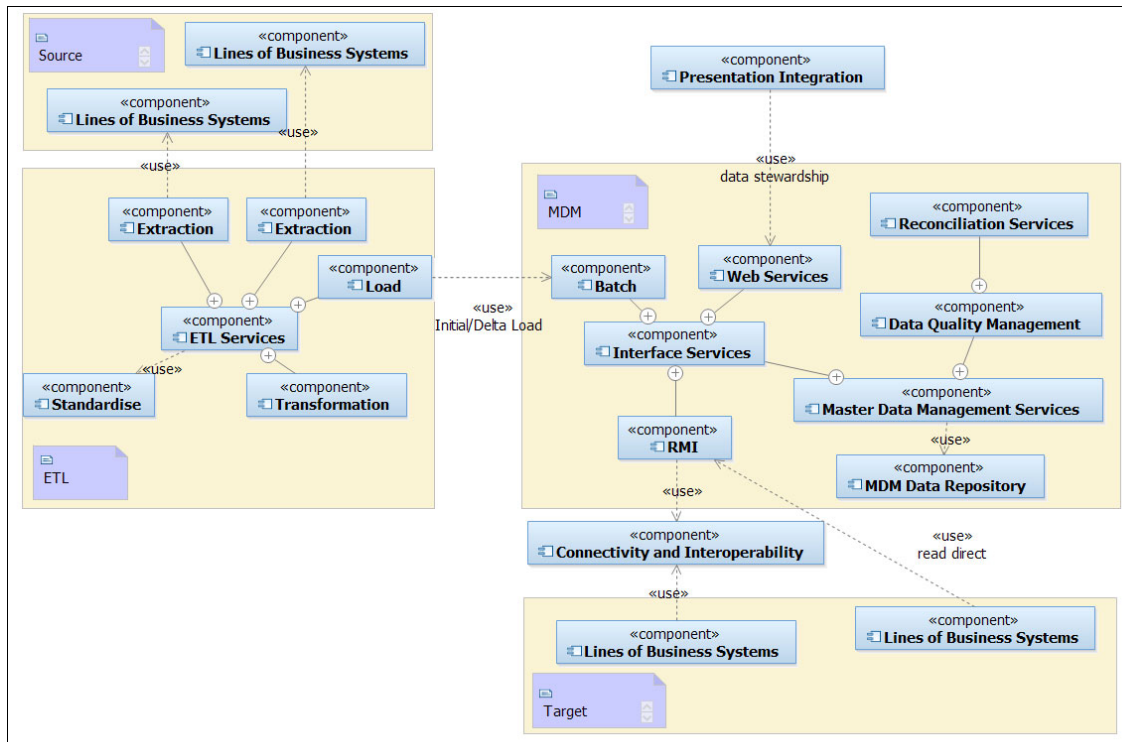 Source
«component»
Lines of Business Systems
«component»
Lines of Business Systems
«use»
«use»
«component»
Extraction
«component»
Extraction
«component»
Load
«component»
ETL Services
«use»
«component»
Standardise
«component»
Transformation
ETL
«use»
Initial/Delta Load
«component»
Presentation Integration
«use»
data stewardship
MDM
«component»
Reconciliation Services
«component»
Web Services
«component»
Batch
«component»
Data Quality Management
«component»
Interface Services
«component»
Master Data Management Services
«component»
RMI
«use»
«component»
MDM Data Repository
«use»
«component»
Connectivity and Interoperability
«use»
read direct
«use»
«component»
Lines of Business Systems
«component»
Lines of Business Systems
Target